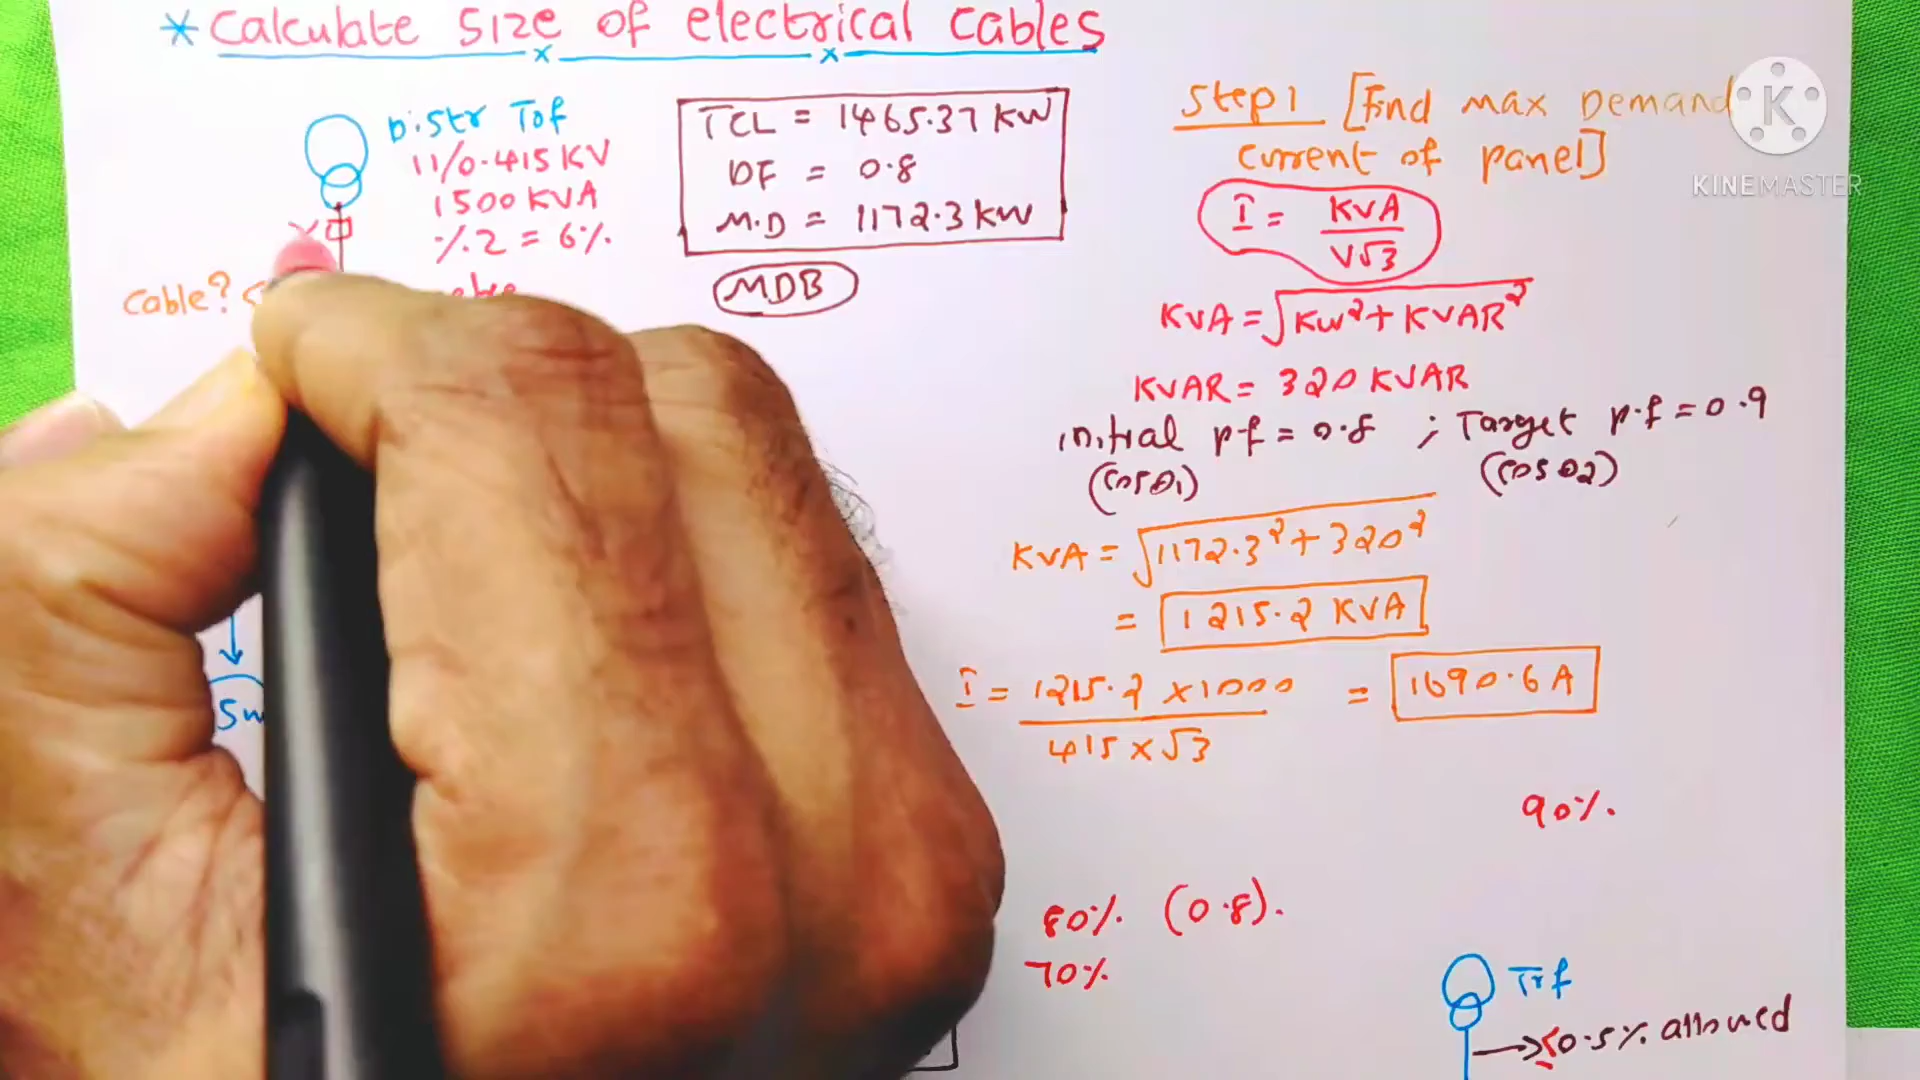 * Calculate size of electrical cables
Distr Tof
11/0.415 KV
1500 KVA
%Z = 6%
Cable?
TCL = 1465.37 KW
DF = 0.8
M.D = 1172.3 KW
MDB
Step1 [Find max Demand
current of panel]
I = KVA / V√3
KVA = √KW² + KVAR²
KVAR = 320 KVAR
initial p.f = 0.8 ; Target p.f = 0.9
(cosθ1) (cosθ2)
KVA = √1172.3² + 320²
= 1215.2 KVA
I = 1215.2 x 1000 / 415 x √3 = 1690.6 A
90%.
80%. (0.8).
70%
Trf
<0.5% allowed
K
KINEMASTER